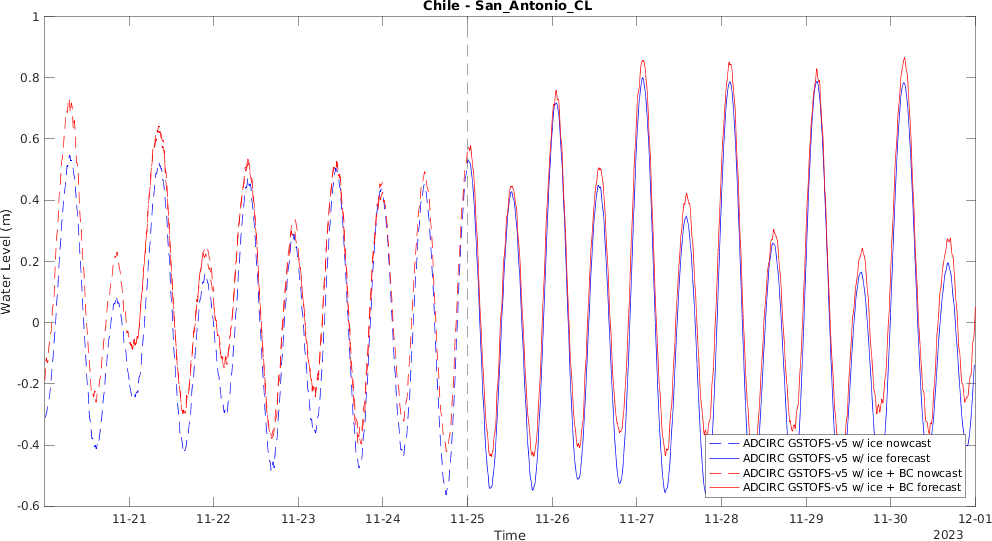 Chile - San_Antonio_CL
1
0.8
0.6
0.4
0.2
0
-0.2
-0.4
-0.6
Water Level (m)
ADCIRC GSTOFS-v5 w/ ice nowcast
ADCIRC GSTOFS-v5 w/ ice forecast
ADCIRC GSTOFS-v5 w/ ice + BC nowcast
ADCIRC GSTOFS-v5 w/ ice + BC forecast
11-21 11-22 11-23 11-24 11-25 11-26 11-27 11-28 11-29 11-30 12-01
Time
2023